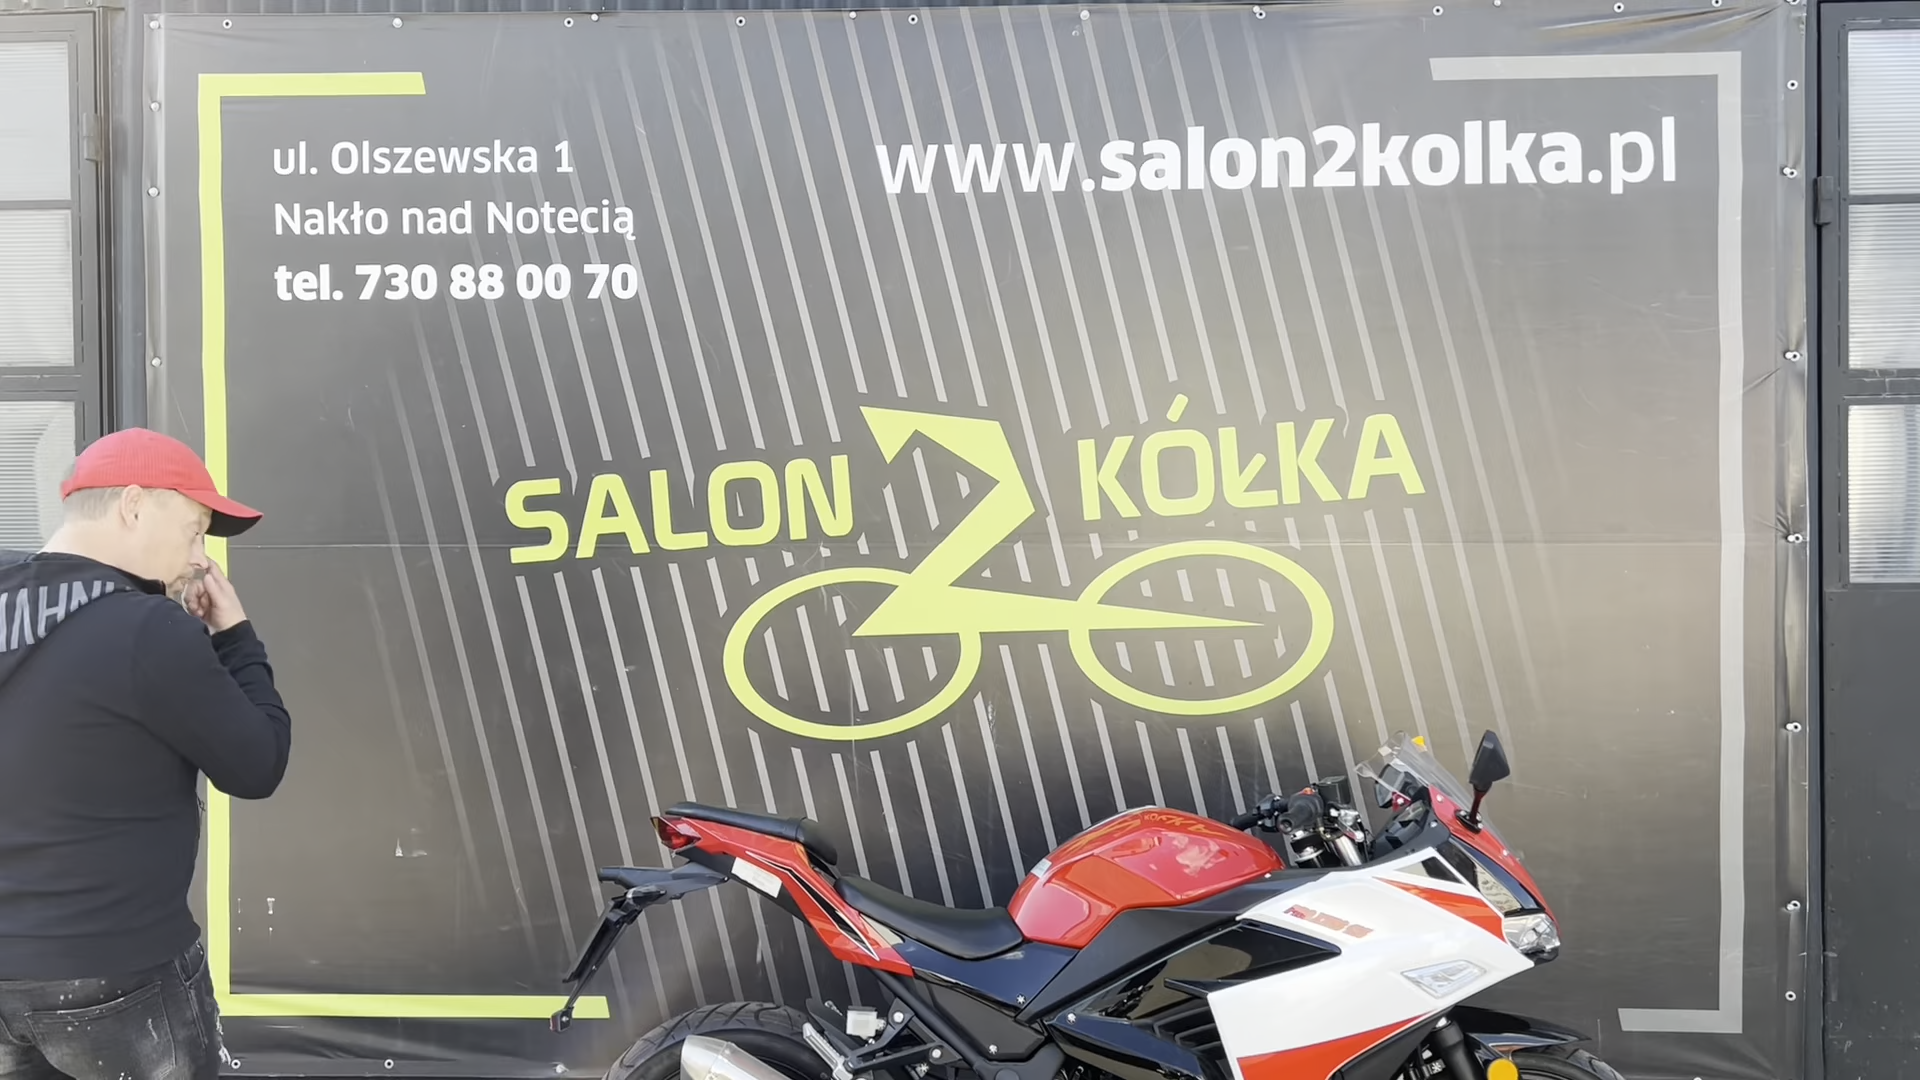 ul. Olszewska 1
Nakło nad Notecią
tel. 730 88 00 70
www.salon2kolka.pl
SALON 2 KÓŁKA